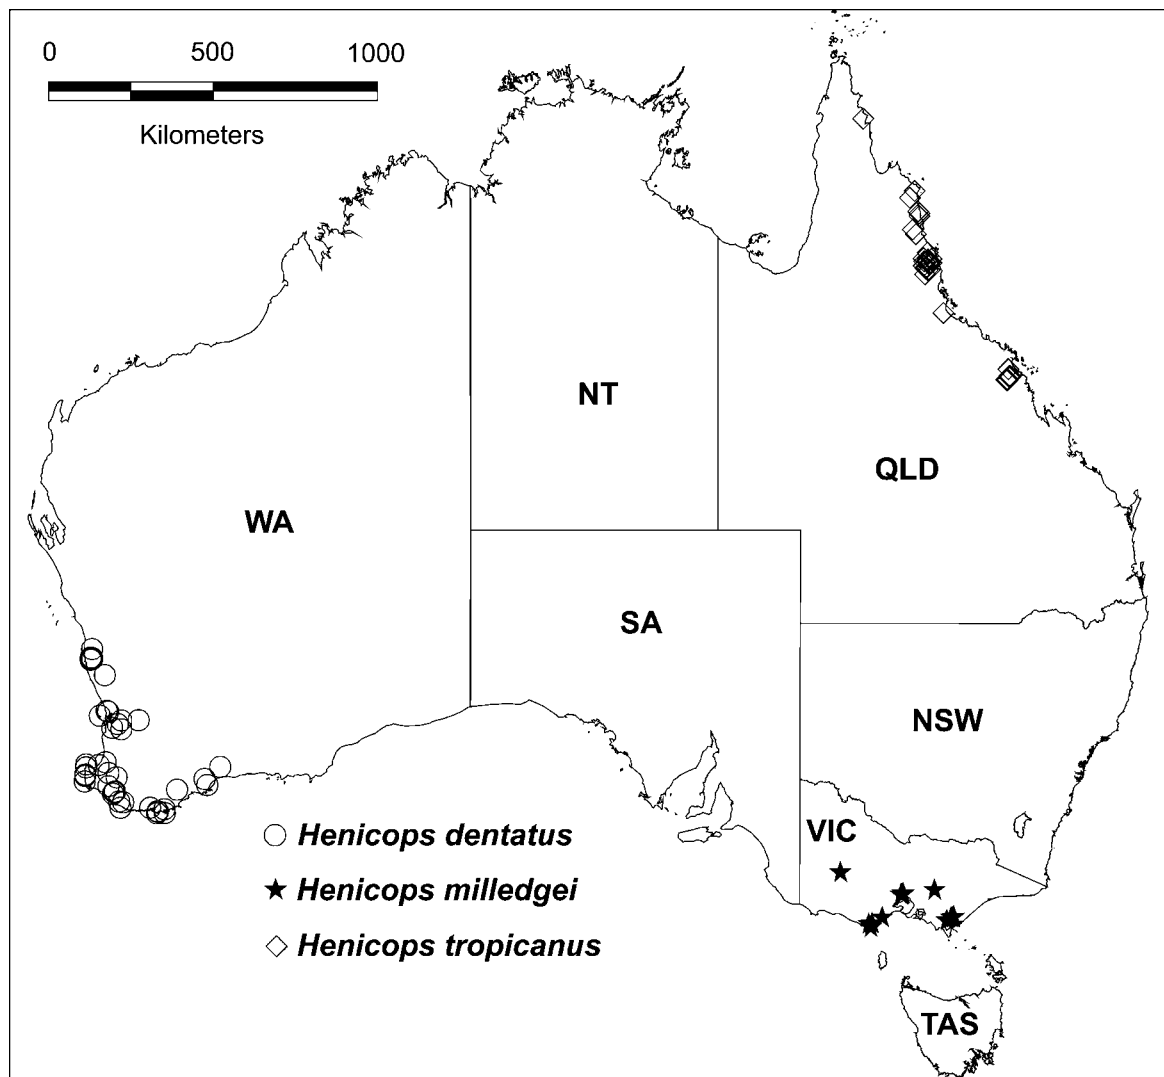 0 500 1000
Kilometers
NT
QLD
WA
SA
NSW
VIC
Henicops dentatus
Henicops milledgei
Henicops tropicanus
TAS